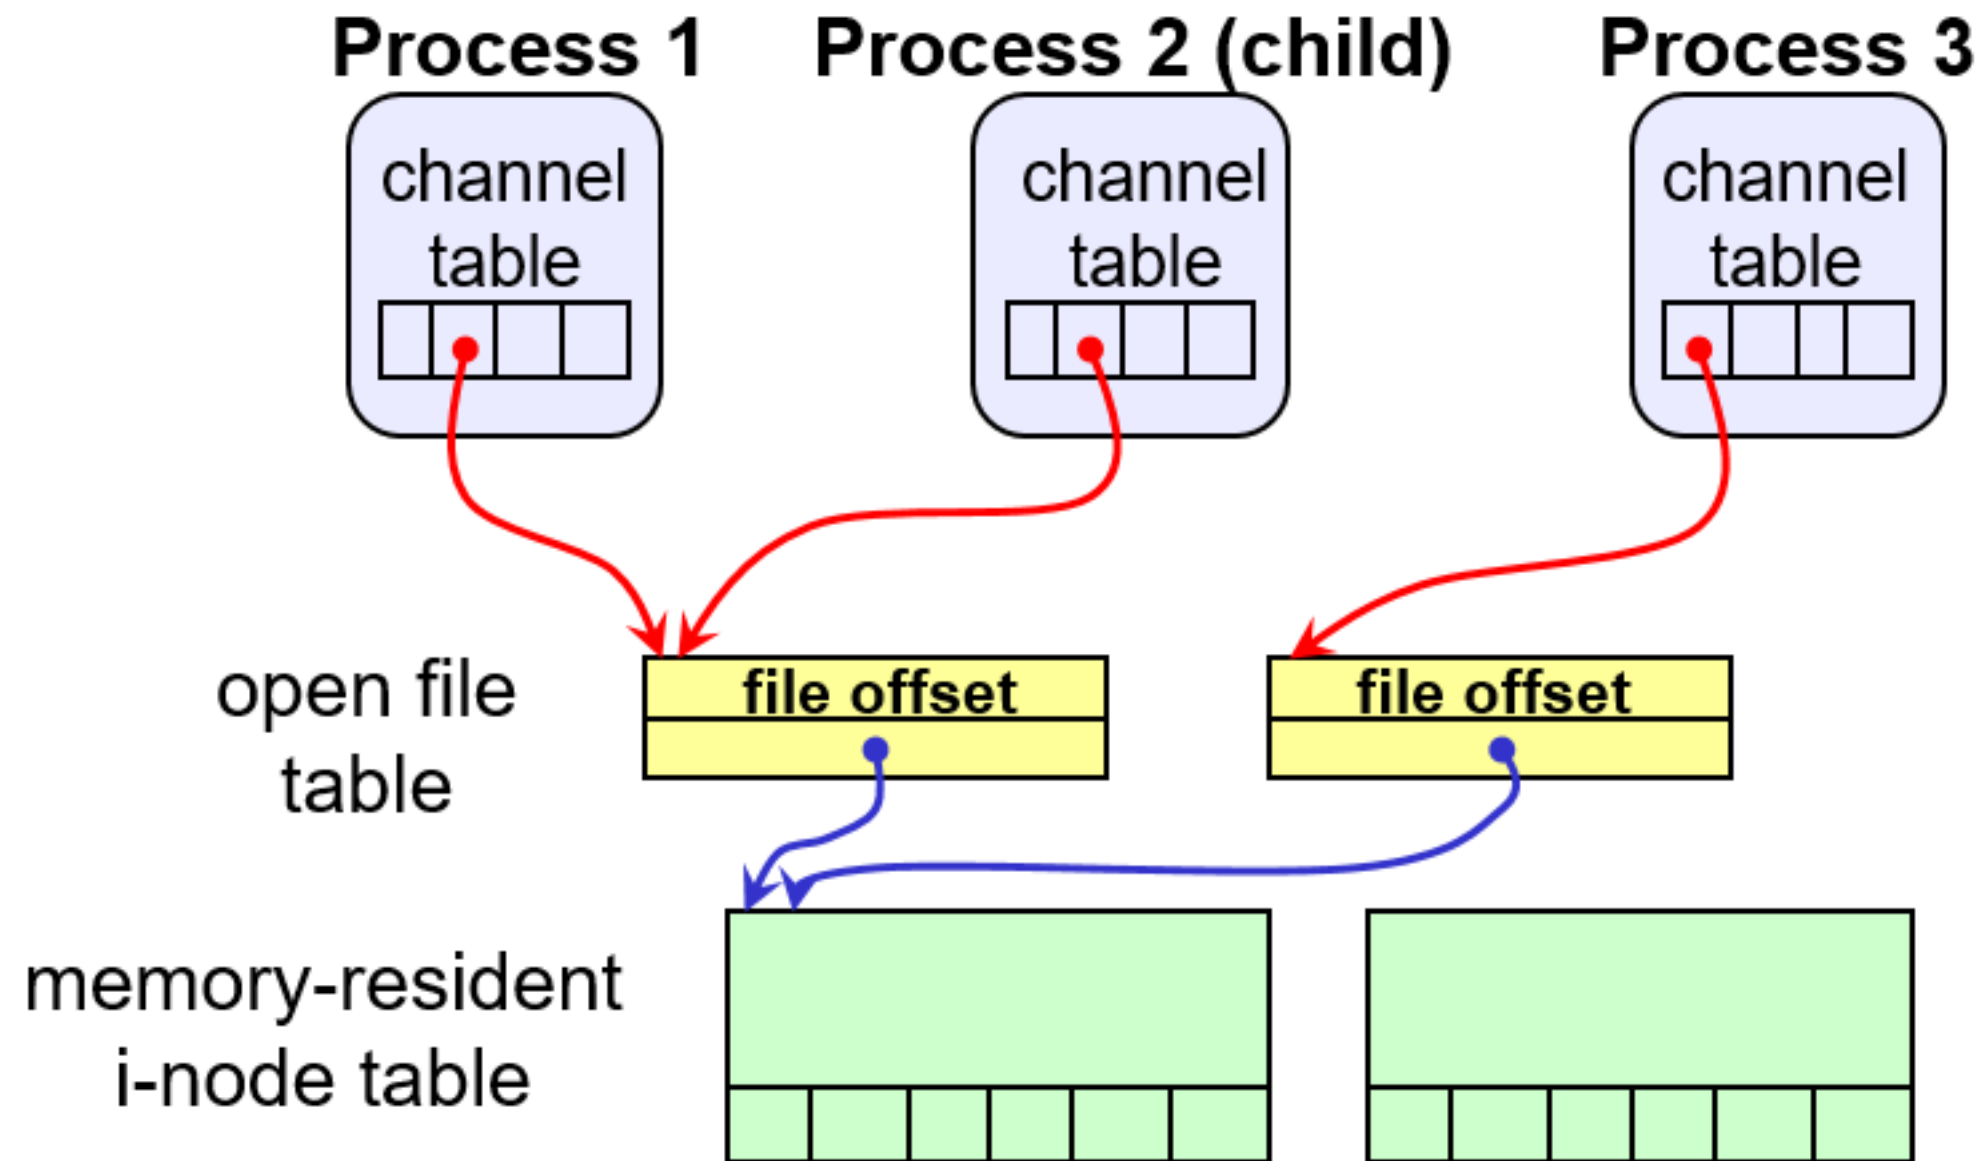 Process 1
Process 2 (child)
Process 3
channel
table
channel
table
channel
table
open file
table
file offset
file offset
memory-resident
i-node table